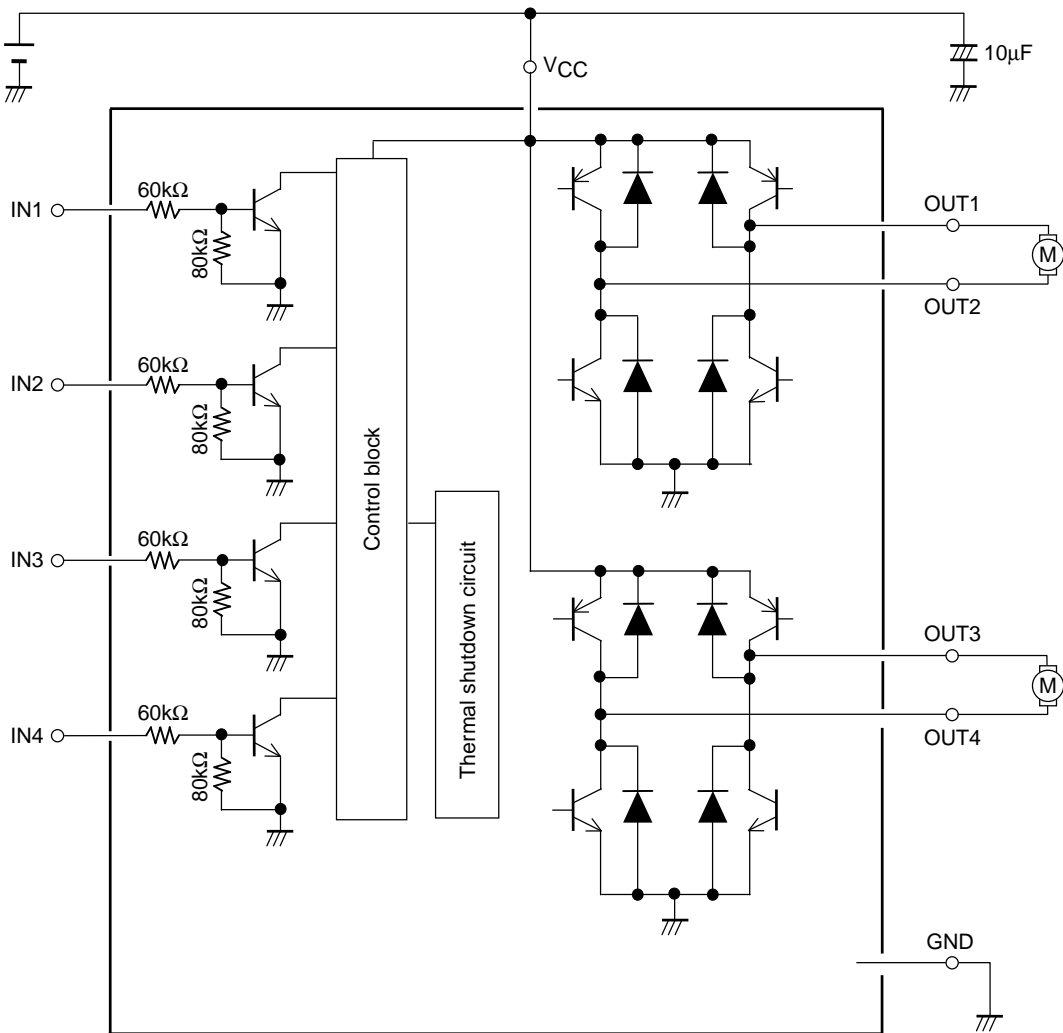 10μF
VCC
60kΩ
IN1
80kΩ
OUT1
M
OUT2
60kΩ
IN2
80kΩ
Control block
60kΩ
IN3
80kΩ
Thermal shutdown circuit
OUT3
M
OUT4
60kΩ
IN4
80kΩ
GND